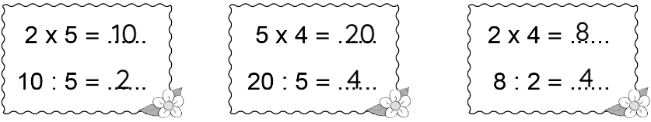 2 x 5 = .10...
10 : 5 = ..2...
5 x 4 = ..20
20 : 5 = ..4...
2 x 4 = .8...
8 : 2 = ..4...